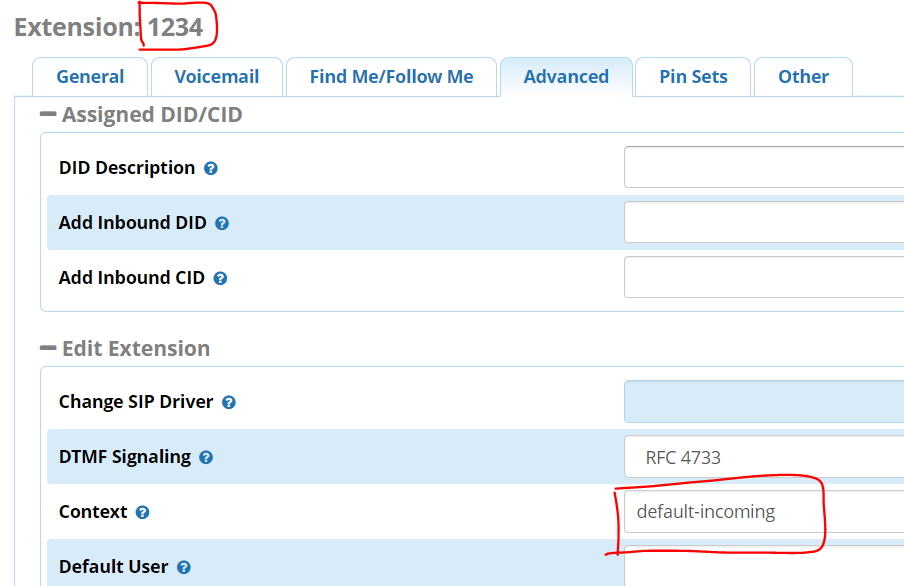 Extension: 1234
General Voicemail Find Me/Follow Me Advanced Pin Sets Other
Assigned DID/CID
DID Description
Add Inbound DID
Add Inbound CID
Edit Extension
Change SIP Driver
DTMF Signaling RFC 4733
Context default-incoming
Default User